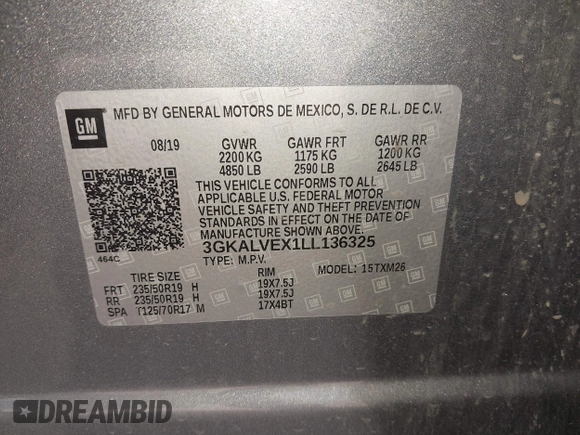 GM
MFD BY GENERAL MOTORS DE MEXICO, S. DE R.L. DE C.V.
08/19 GVWR GAWR FRT GAWR RR
2200 KG 1175 KG 1200 KG
4850 LB 2590 LB 2645 LB
THIS VEHICLE CONFORMS TO ALL
APPLICABLE U.S. FEDERAL MOTOR
VEHICLE SAFETY AND THEFT PREVENTION
STANDARDS IN EFFECT ON THE DATE OF
MANUFACTURE SHOWN ABOVE.
3GKALVEX1LL136325
464C
TYPE: M.P.V. MODEL: 15TXM26
TIRE SIZE RIM
FRT 235/50R19 H 19X7.5J
RR 235/50R19 H 19X7.5J
SPA T125/70R17 M 17X4BT
DREAMBID